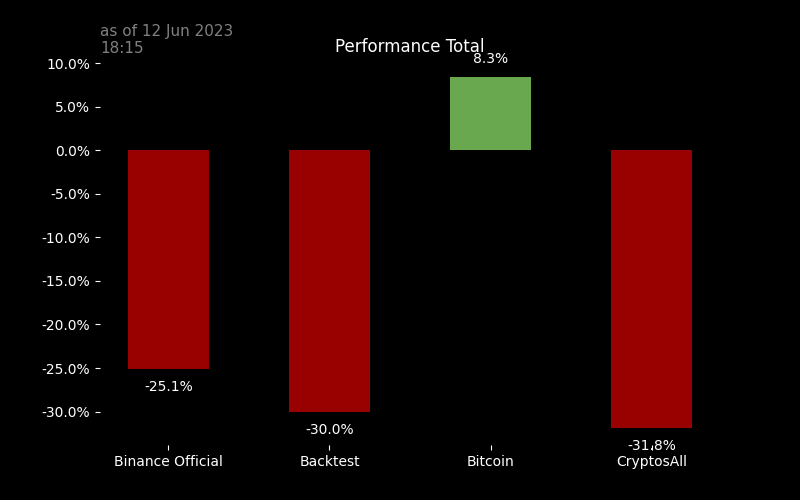 as of 12 Jun 2023
18:15
Performance Total
10.0%
5.0%
0.0%
-5.0%
-10.0%
-15.0%
-20.0%
-25.0%
-30.0%
8.3%
-25.1%
-30.0%
-31.8%
Binance Official
Backtest
Bitcoin
CryptosAll